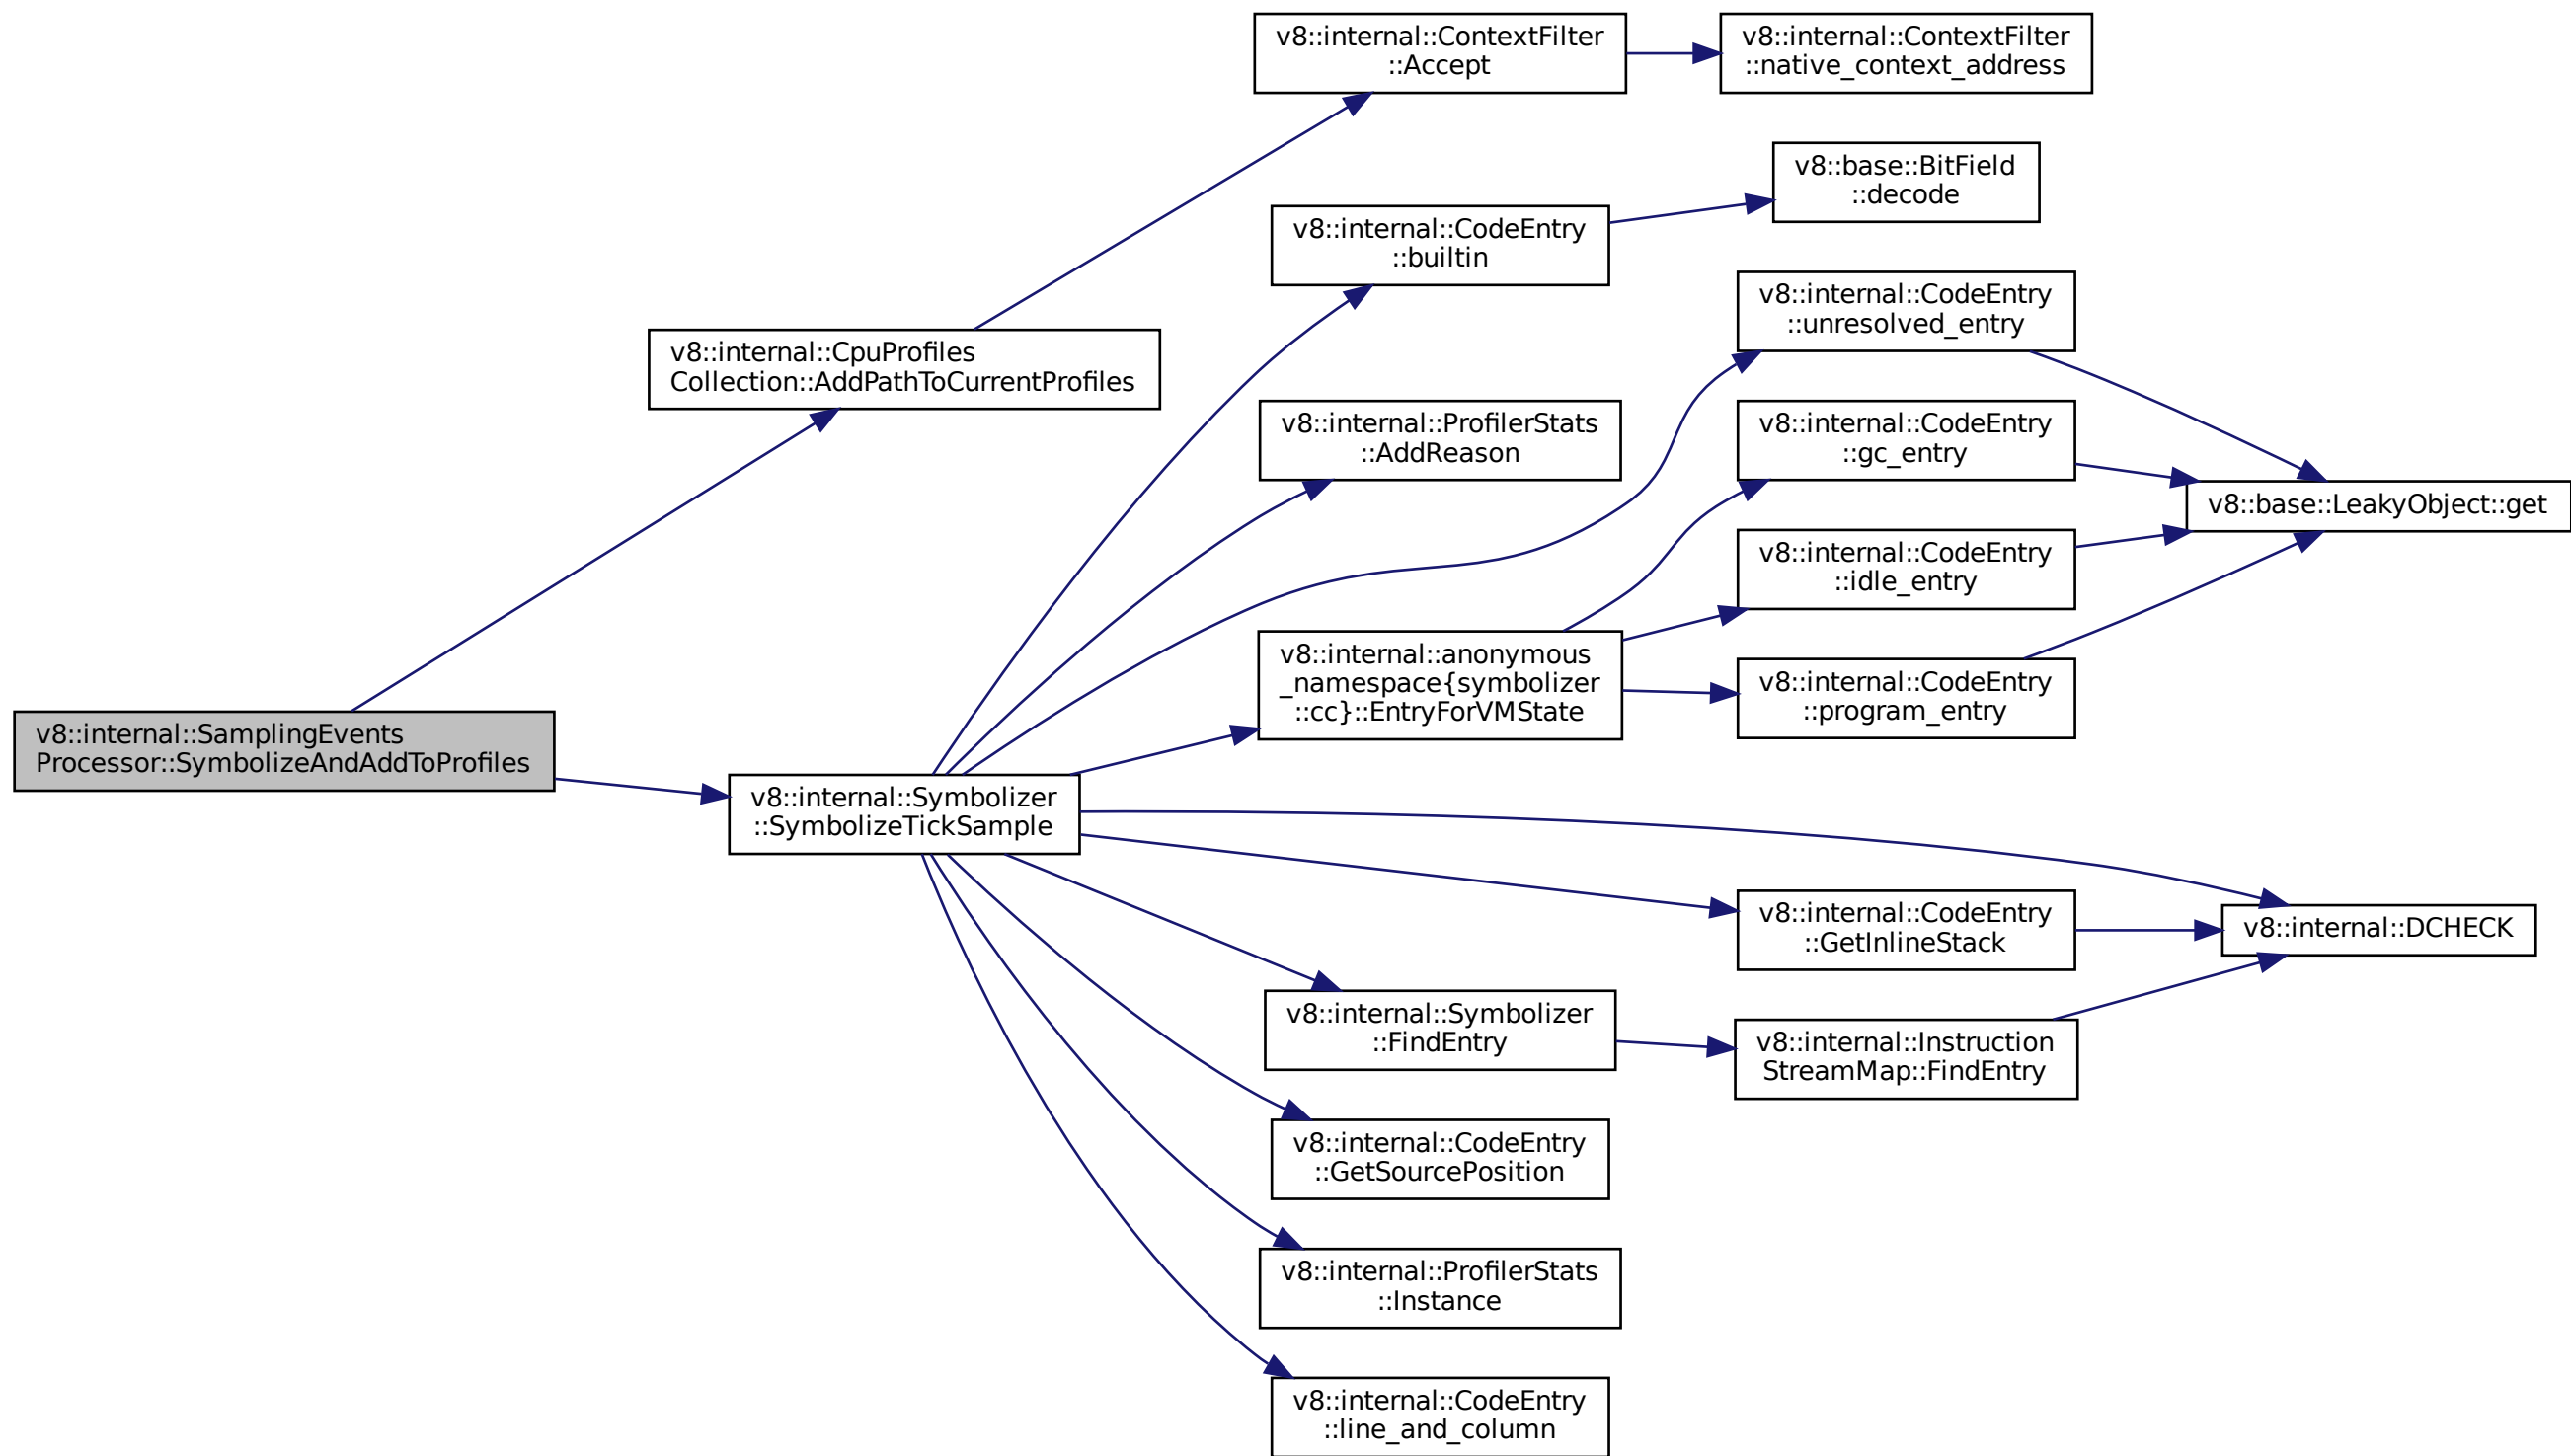 v8::internal::ContextFilter
::Accept
v8::internal::ContextFilter
::native_context_address
v8::base::BitField
::decode
v8::internal::CodeEntry
::builtin
v8::internal::CodeEntry
::unresolved_entry
v8::internal::CpuProfiles
Collection::AddPathToCurrentProfiles
v8::internal::ProfilerStats
::AddReason
v8::internal::CodeEntry
::gc_entry
v8::base::LeakyObject::get
v8::internal::CodeEntry
::idle_entry
v8::internal::anonymous
_namespace{symbolizer
::cc}::EntryForVMState
v8::internal::CodeEntry
::program_entry
v8::internal::SamplingEvents
Processor::SymbolizeAndAddToProfiles
v8::internal::Symbolizer
::SymbolizeTickSample
v8::internal::CodeEntry
::GetInlineStack
v8::internal::DCHECK
v8::internal::Symbolizer
::FindEntry
v8::internal::Instruction
StreamMap::FindEntry
v8::internal::CodeEntry
::GetSourcePosition
v8::internal::ProfilerStats
::Instance
v8::internal::CodeEntry
::line_and_column